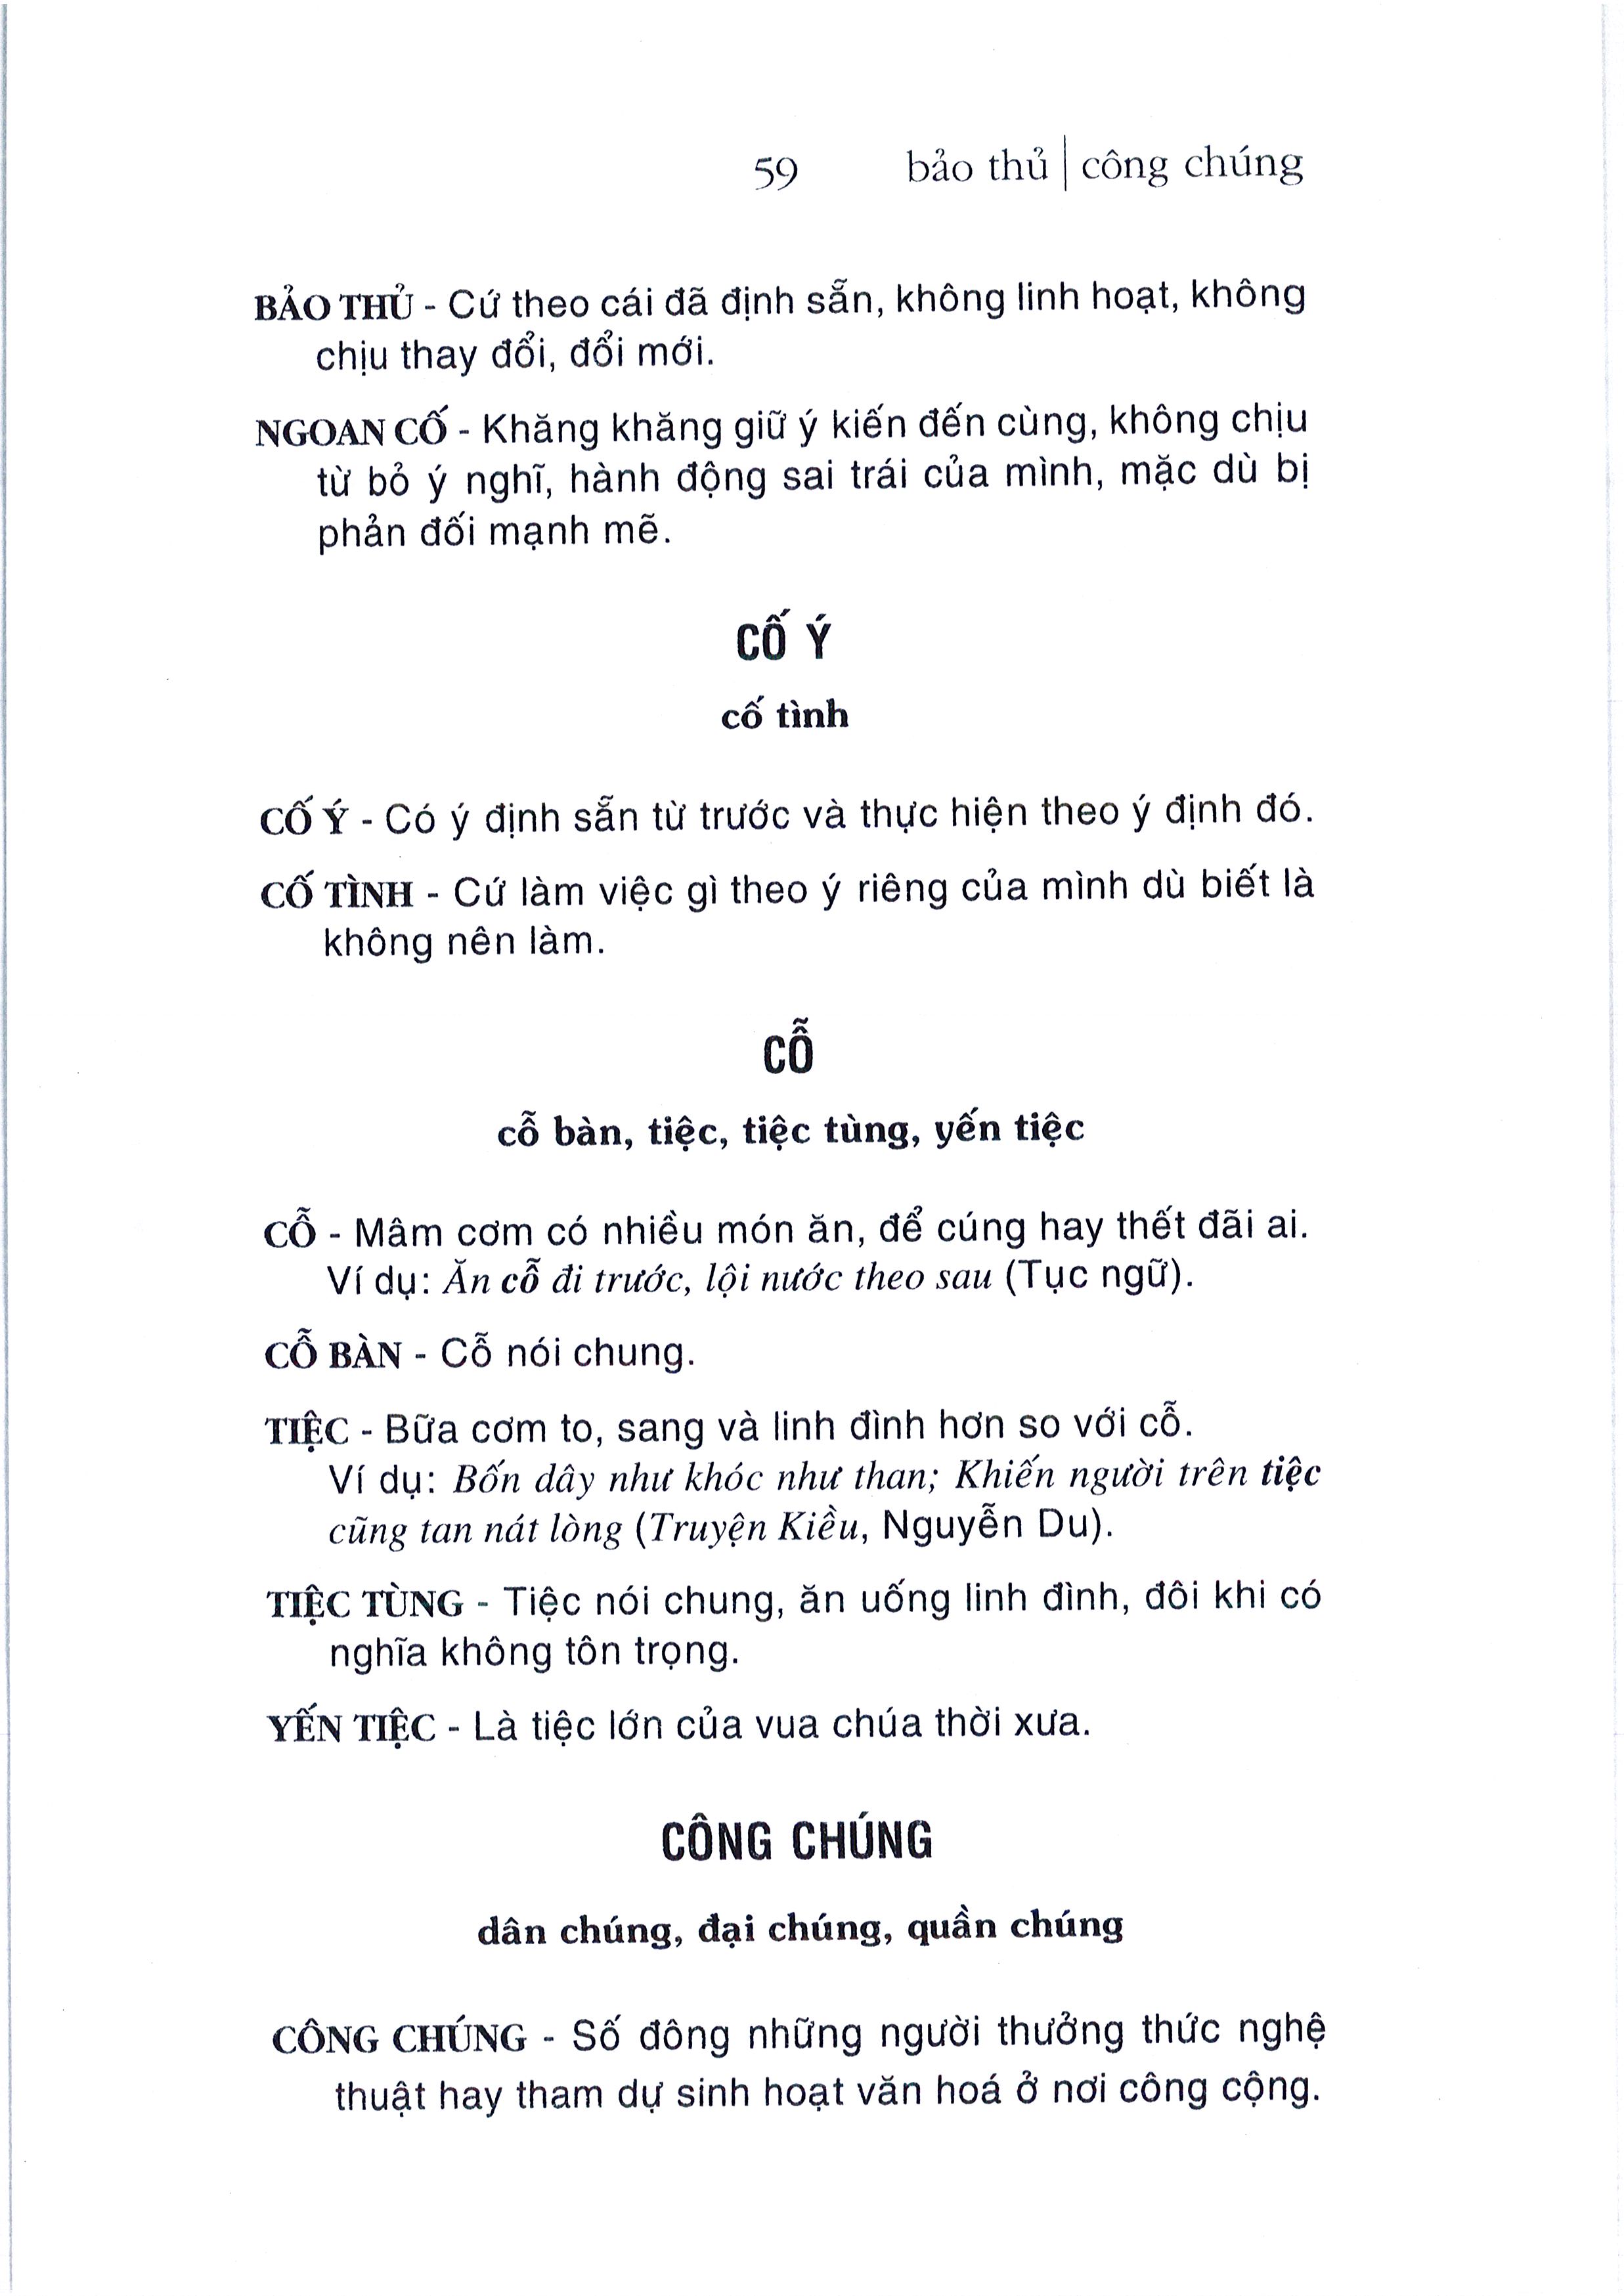 59 bảo thủ | công chúng
BẢO THỦ - Cứ theo cái đã định sẵn, không linh hoạt, không
chịu thay đổi, đổi mới.
NGOAN CỐ - Khăng khăng giữ ý kiến đến cùng, không chịu
từ bỏ ý nghĩ, hành động sai trái của mình, mặc dù bị
phản đối mạnh mẽ.
CỐ Ý
cố tình
CỐ Ý - Có ý định sẵn từ trước và thực hiện theo ý định đó.
CỐ TÌNH - Cứ làm việc gì theo ý riêng của mình dù biết là
không nên làm.
CỖ
cỗ bàn, tiệc, tiệc tùng, yến tiệc
CỖ - Mâm cơm có nhiều món ăn, để cúng hay thết đãi ai.
Ví dụ: Ăn cỗ đi trước, lội nước theo sau (Tục ngữ).
CỖ BÀN - Cỗ nói chung.
TIỆC - Bữa cơm to, sang và linh đình hơn so với cỗ.
Ví dụ: Bốn dây như khóc như than; Khiến người trên tiệc
cũng tan nát lòng (Truyện Kiều, Nguyễn Du).
TIỆC TÙNG - Tiệc nói chung, ăn uống linh đình, đôi khi có
nghĩa không tôn trọng.
YẾN TIỆC - Là tiệc lớn của vua chúa thời xưa.
CÔNG CHÚNG
dân chúng, đại chúng, quần chúng
CÔNG CHÚNG - Số đông những người thưởng thức nghệ
thuật hay tham dự sinh hoạt văn hoá ở nơi công cộng.